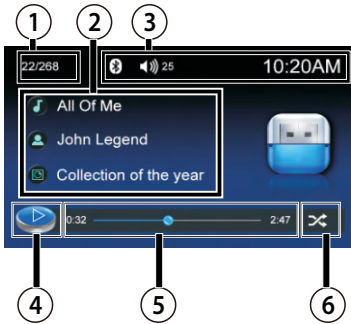 1 2 3
22/268 25 10:20AM
All Of Me
John Legend
Collection of the year
0:32 2:47
4 5 6